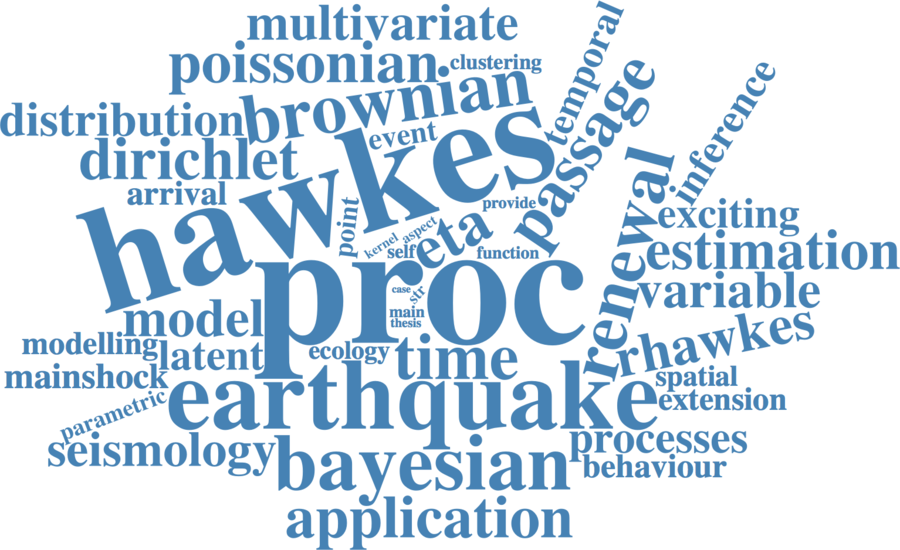 multivariate
temporal
poissonian
clustering
passage
inference
brownian
distribution
event
hawkes
dirichlet
arrival
provide
renewal
point
kernel
aspect
self
eta
function
exciting
estimation
proc
case
str
variable
main
thesis
model
modelling
latent
ecology
time
rhawkes
mainshock
earthquake
spatial
extension
parametric
seismology
bayesian
processes
behaviour
application